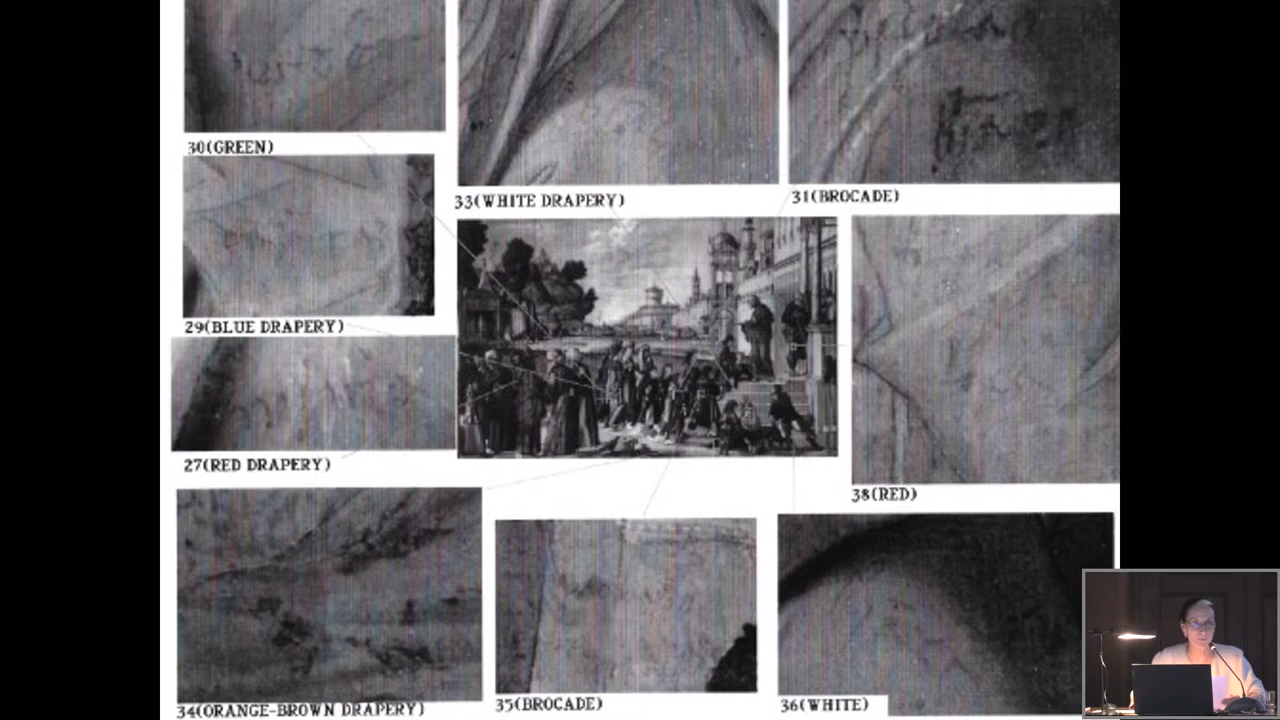 30(GREEN)
33(WHITE DRAPERY)
31(BROCADE)
29(BLUE DRAPERY)
27(RED DRAPERY)
38(RED)
34(ORANGE-BROWN DRAPERY)
35(BROCADE)
36(WHITE)